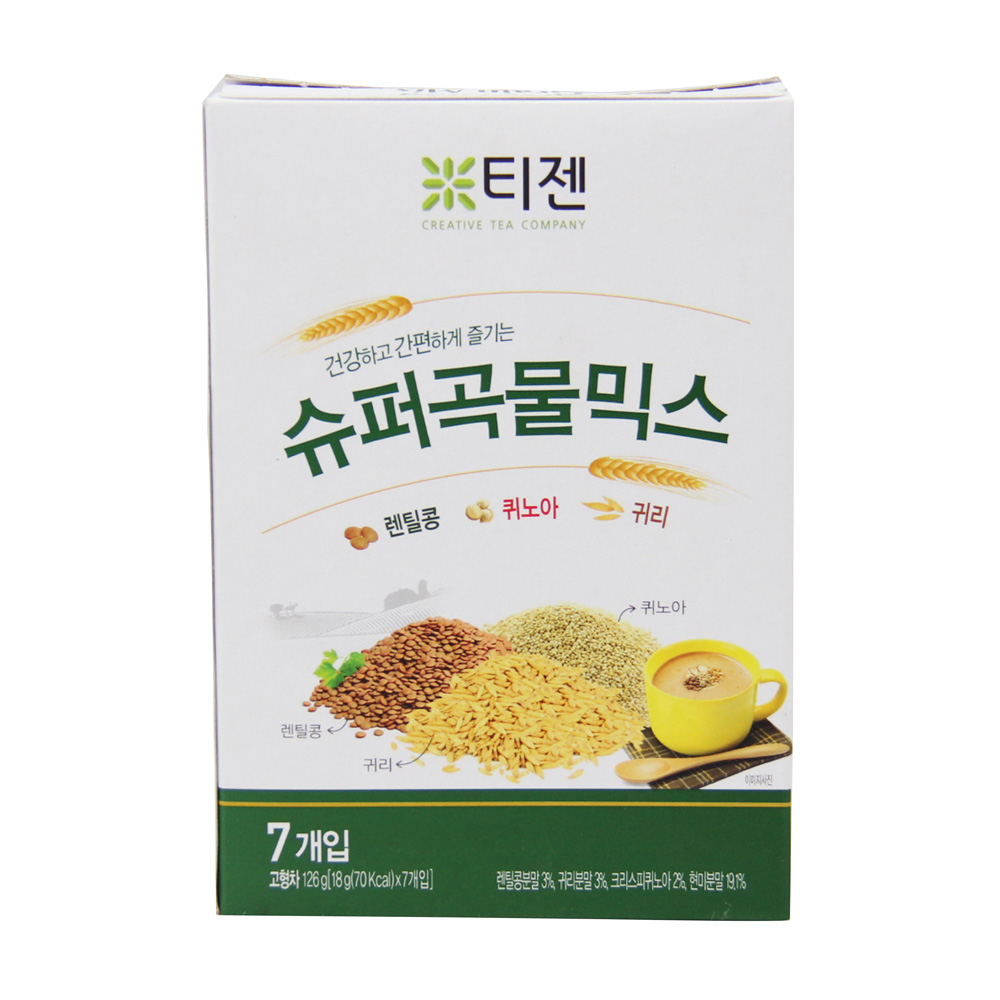 티젠
CREATIVE TEA COMPANY
건강하고 간편하게 즐기는
슈퍼곡물믹스
렌틸콩 퀴노아 귀리
퀴노아
렌틸콩
귀리
이미지사진
7개입
고형차 126g[18g(70Kcal)x7개입]
렌틸콩분말 3%, 귀리분말 3%, 크리스피퀴노아 2%, 현미분말 19.1%